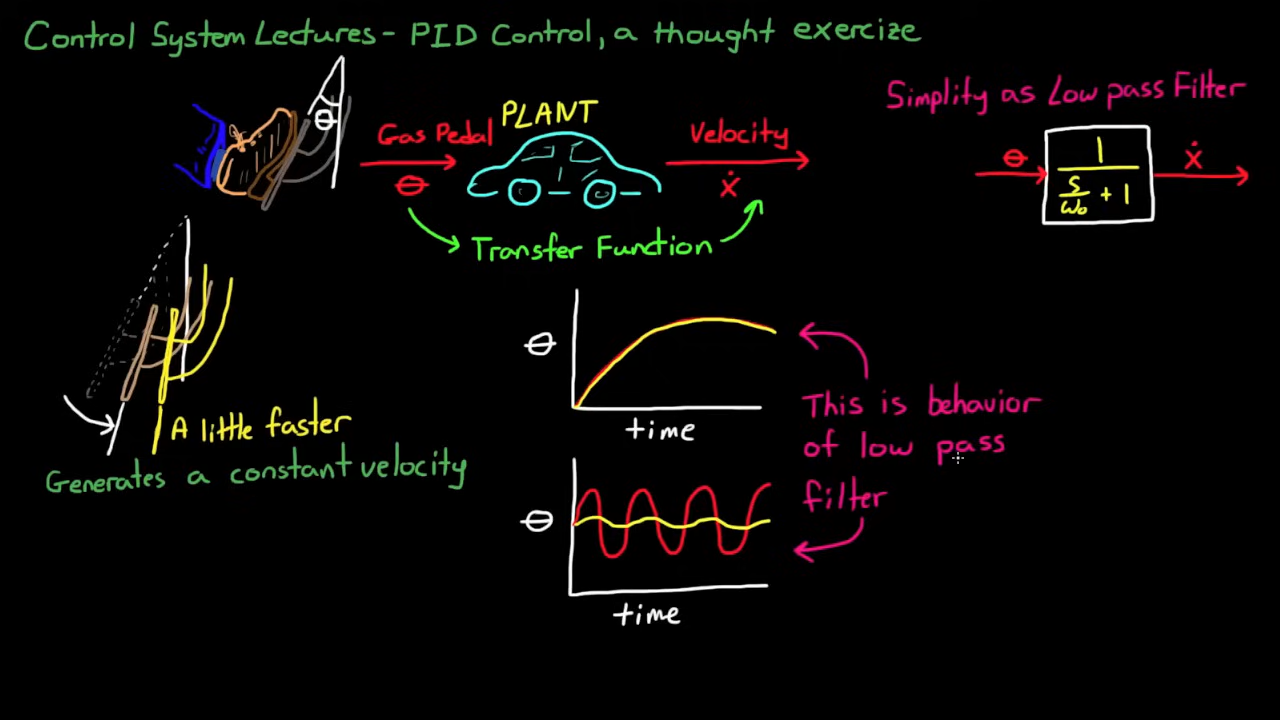 Control System Lectures - PID Control, a thought exercize
Simplify as Low pass Filter
θ
Gas Pedal
θ
PLANT
Velocity
ẋ
Transfer Function
θ
1
s
ω₀ + 1
ẋ
A little faster
Generates a constant velocity
θ
time
This is behavior
of low pass
filter
θ
time